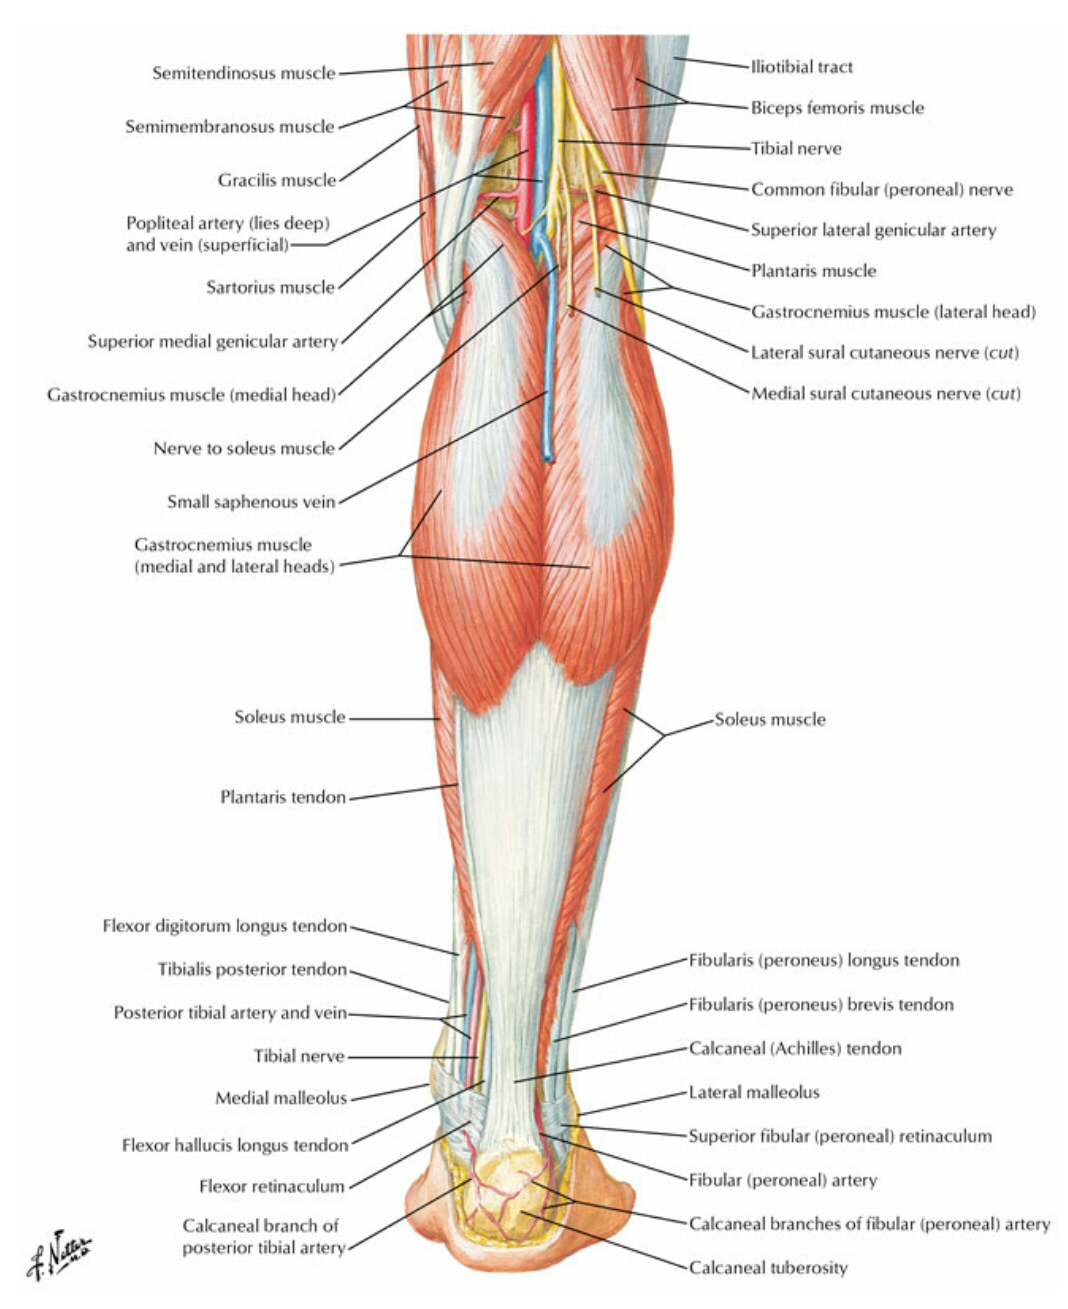 Semitendinosus muscle
Semimembranosus muscle
Gracilis muscle
Popliteal artery (lies deep)
and vein (superficial)
Sartorius muscle
Superior medial genicular artery
Gastrocnemius muscle (medial head)
Nerve to soleus muscle
Small saphenous vein
Gastrocnemius muscle
(medial and lateral heads)
Soleus muscle
Plantaris tendon
Flexor digitorum longus tendon
Tibialis posterior tendon
Posterior tibial artery and vein
Tibial nerve
Medial malleolus
Flexor hallucis longus tendon
Flexor retinaculum
Calcaneal branch of
posterior tibial artery
Iliotibial tract
Biceps femoris muscle
Tibial nerve
Common fibular (peroneal) nerve
Superior lateral genicular artery
Plantaris muscle
Gastrocnemius muscle (lateral head)
Lateral sural cutaneous nerve (cut)
Medial sural cutaneous nerve (cut)
Soleus muscle
Fibularis (peroneus) longus tendon
Fibularis (peroneus) brevis tendon
Calcaneal (Achilles) tendon
Lateral malleolus
Superior fibular (peroneal) retinaculum
Fibular (peroneal) artery
Calcaneal branches of fibular (peroneal) artery
Calcaneal tuberosity
F. Netter
M.D.